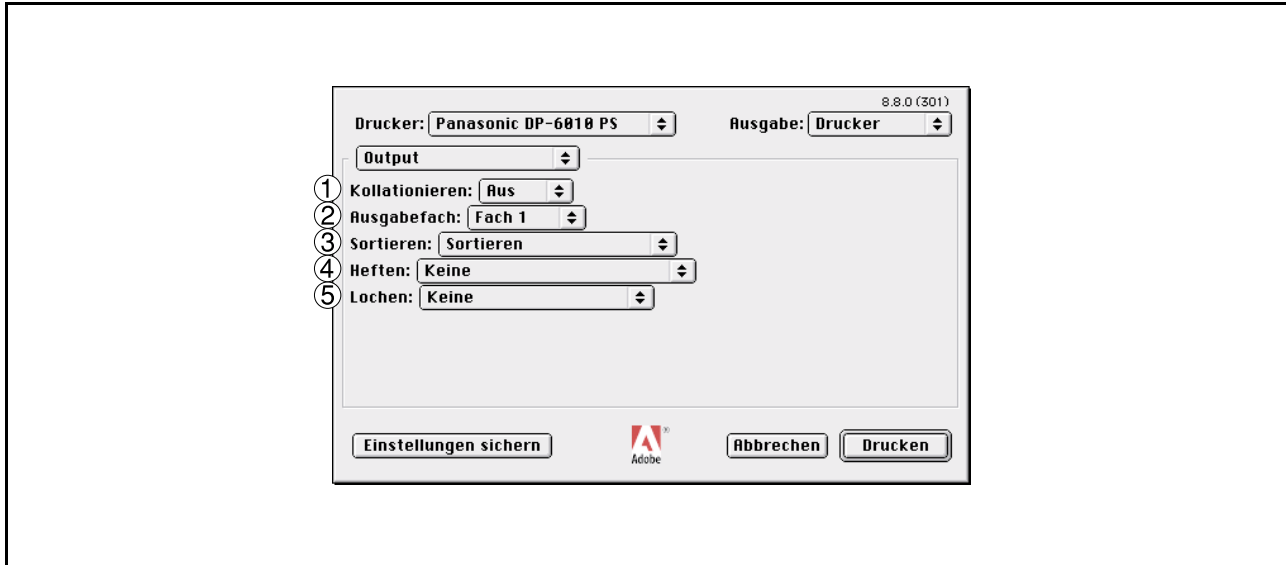 8.8.0 (301)
Drucker: Panasonic DP-6010 PS Ausgabe: Drucker
Output
① Kollationieren: Aus
② Ausgabefach: Fach 1
③ Sortieren: Sortieren
④ Heften: Keine
⑤ Lochen: Keine
Einstellungen sichern Adobe® Abbrechen Drucken